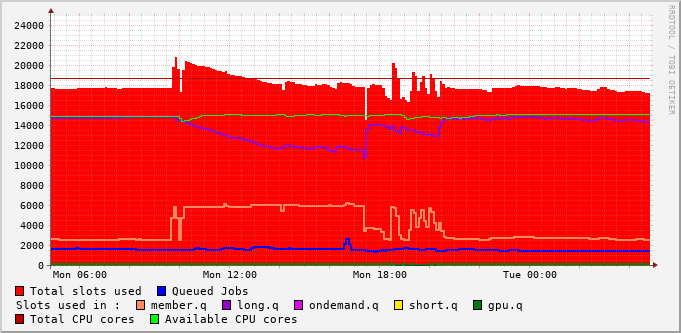 24000
22000
20000
18000
16000
14000
12000
10000
8000
6000
4000
2000
0
Mon 06:00 Mon 12:00 Mon 18:00 Tue 00:00
RRDTOOL / TOBI OETIKER
Total slots used Queued Jobs
Slots used in : member.q long.q ondemand.q short.q gpu.q
Total CPU cores Available CPU cores